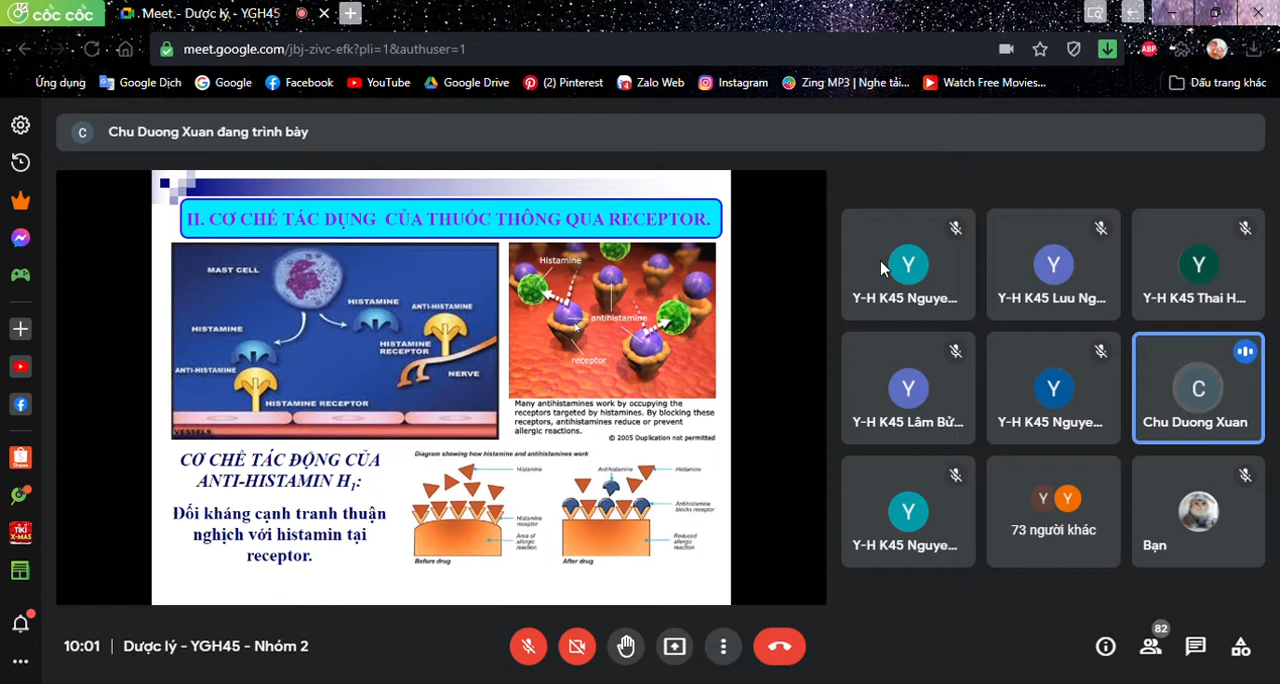 cốc cốc
Meet - Dược lý - YGH45
meet.google.com/jbj-zivc-efk?pli=1&authuser=1
ABP
Ứng dụng
Google Dịch
Google
Facebook
YouTube
Google Drive
(2) Pinterest
Zalo Web
Instagram
Zing MP3 | Nghe tải...
Watch Free Movies...
Dấu trang khác
C
Chu Duong Xuan đang trình bày
II. CƠ CHẾ TÁC DỤNG CỦA THUỐC THÔNG QUA RECEPTOR.
MAST CELL
HISTAMINE
ANTI-HISTAMINE
HISTAMINE
HISTAMINE
RECEPTOR
ANTI-HISTAMINE
NERVE
HISTAMINE RECEPTOR
VESSELS
Histamine
antihistamine
receptor
Many antihistamines work by occupying the
receptors targeted by histamines. By blocking these
receptors, antihistamines reduce or prevent
allergic reactions.
© 2005 Duplication not permitted
CƠ CHẾ TÁC ĐỘNG CỦA
ANTI-HISTAMIN H1:
Đối kháng cạnh tranh thuận
nghịch với histamin tại
receptor.
Diagram showing how histamine and antihistamines work
Histamine
Histamine
receptor
Area of
allergic
reaction
Before drug
Antihistamine
Histamine
Antihistamine
blocks receptor
Reduced
allergic
reaction
After drug
Y
Y-H K45 Nguye...
Y
Y-H K45 Luu Ng...
Y
Y-H K45 Thai H...
Y
Y-H K45 Lâm Bử...
Y
Y-H K45 Nguye...
C
Chu Duong Xuan
Y
Y-H K45 Nguye...
Y Y
73 người khác
Bạn
Shopee
TIKI
X-MAS
10:01 | Dược lý - YGH45 - Nhóm 2
82